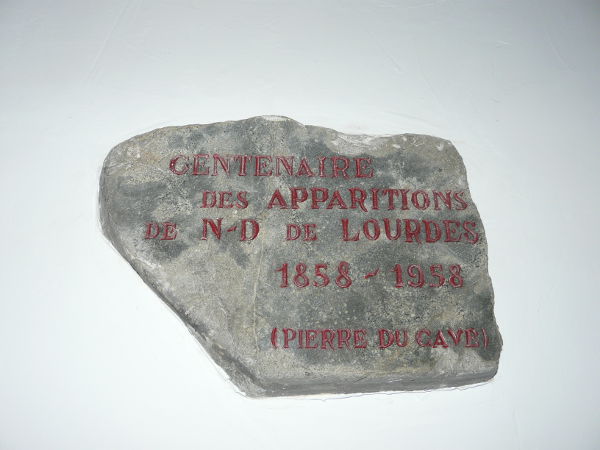 CENTENAIRE
DES APPARITIONS
DE N-D DE LOURDES
1858 - 1958
(PIERRE DU GAVE)